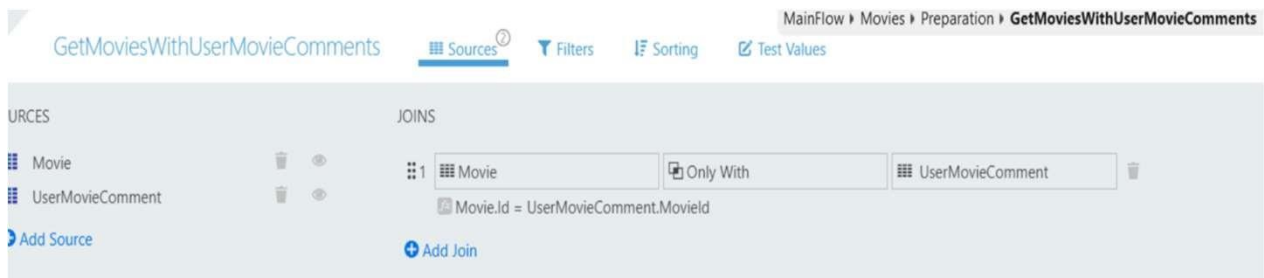 MainFlow ▸ Movies ▸ Preparation ▸ GetMoviesWithUserMovieComments
GetMoviesWithUserMovieComments Sources 2 Filters Sorting Test Values
URCES JOINS
Movie
UserMovieComment
Add Source
1 Movie Only With UserMovieComment
Movie.Id = UserMovieComment.MovieId
Add Join